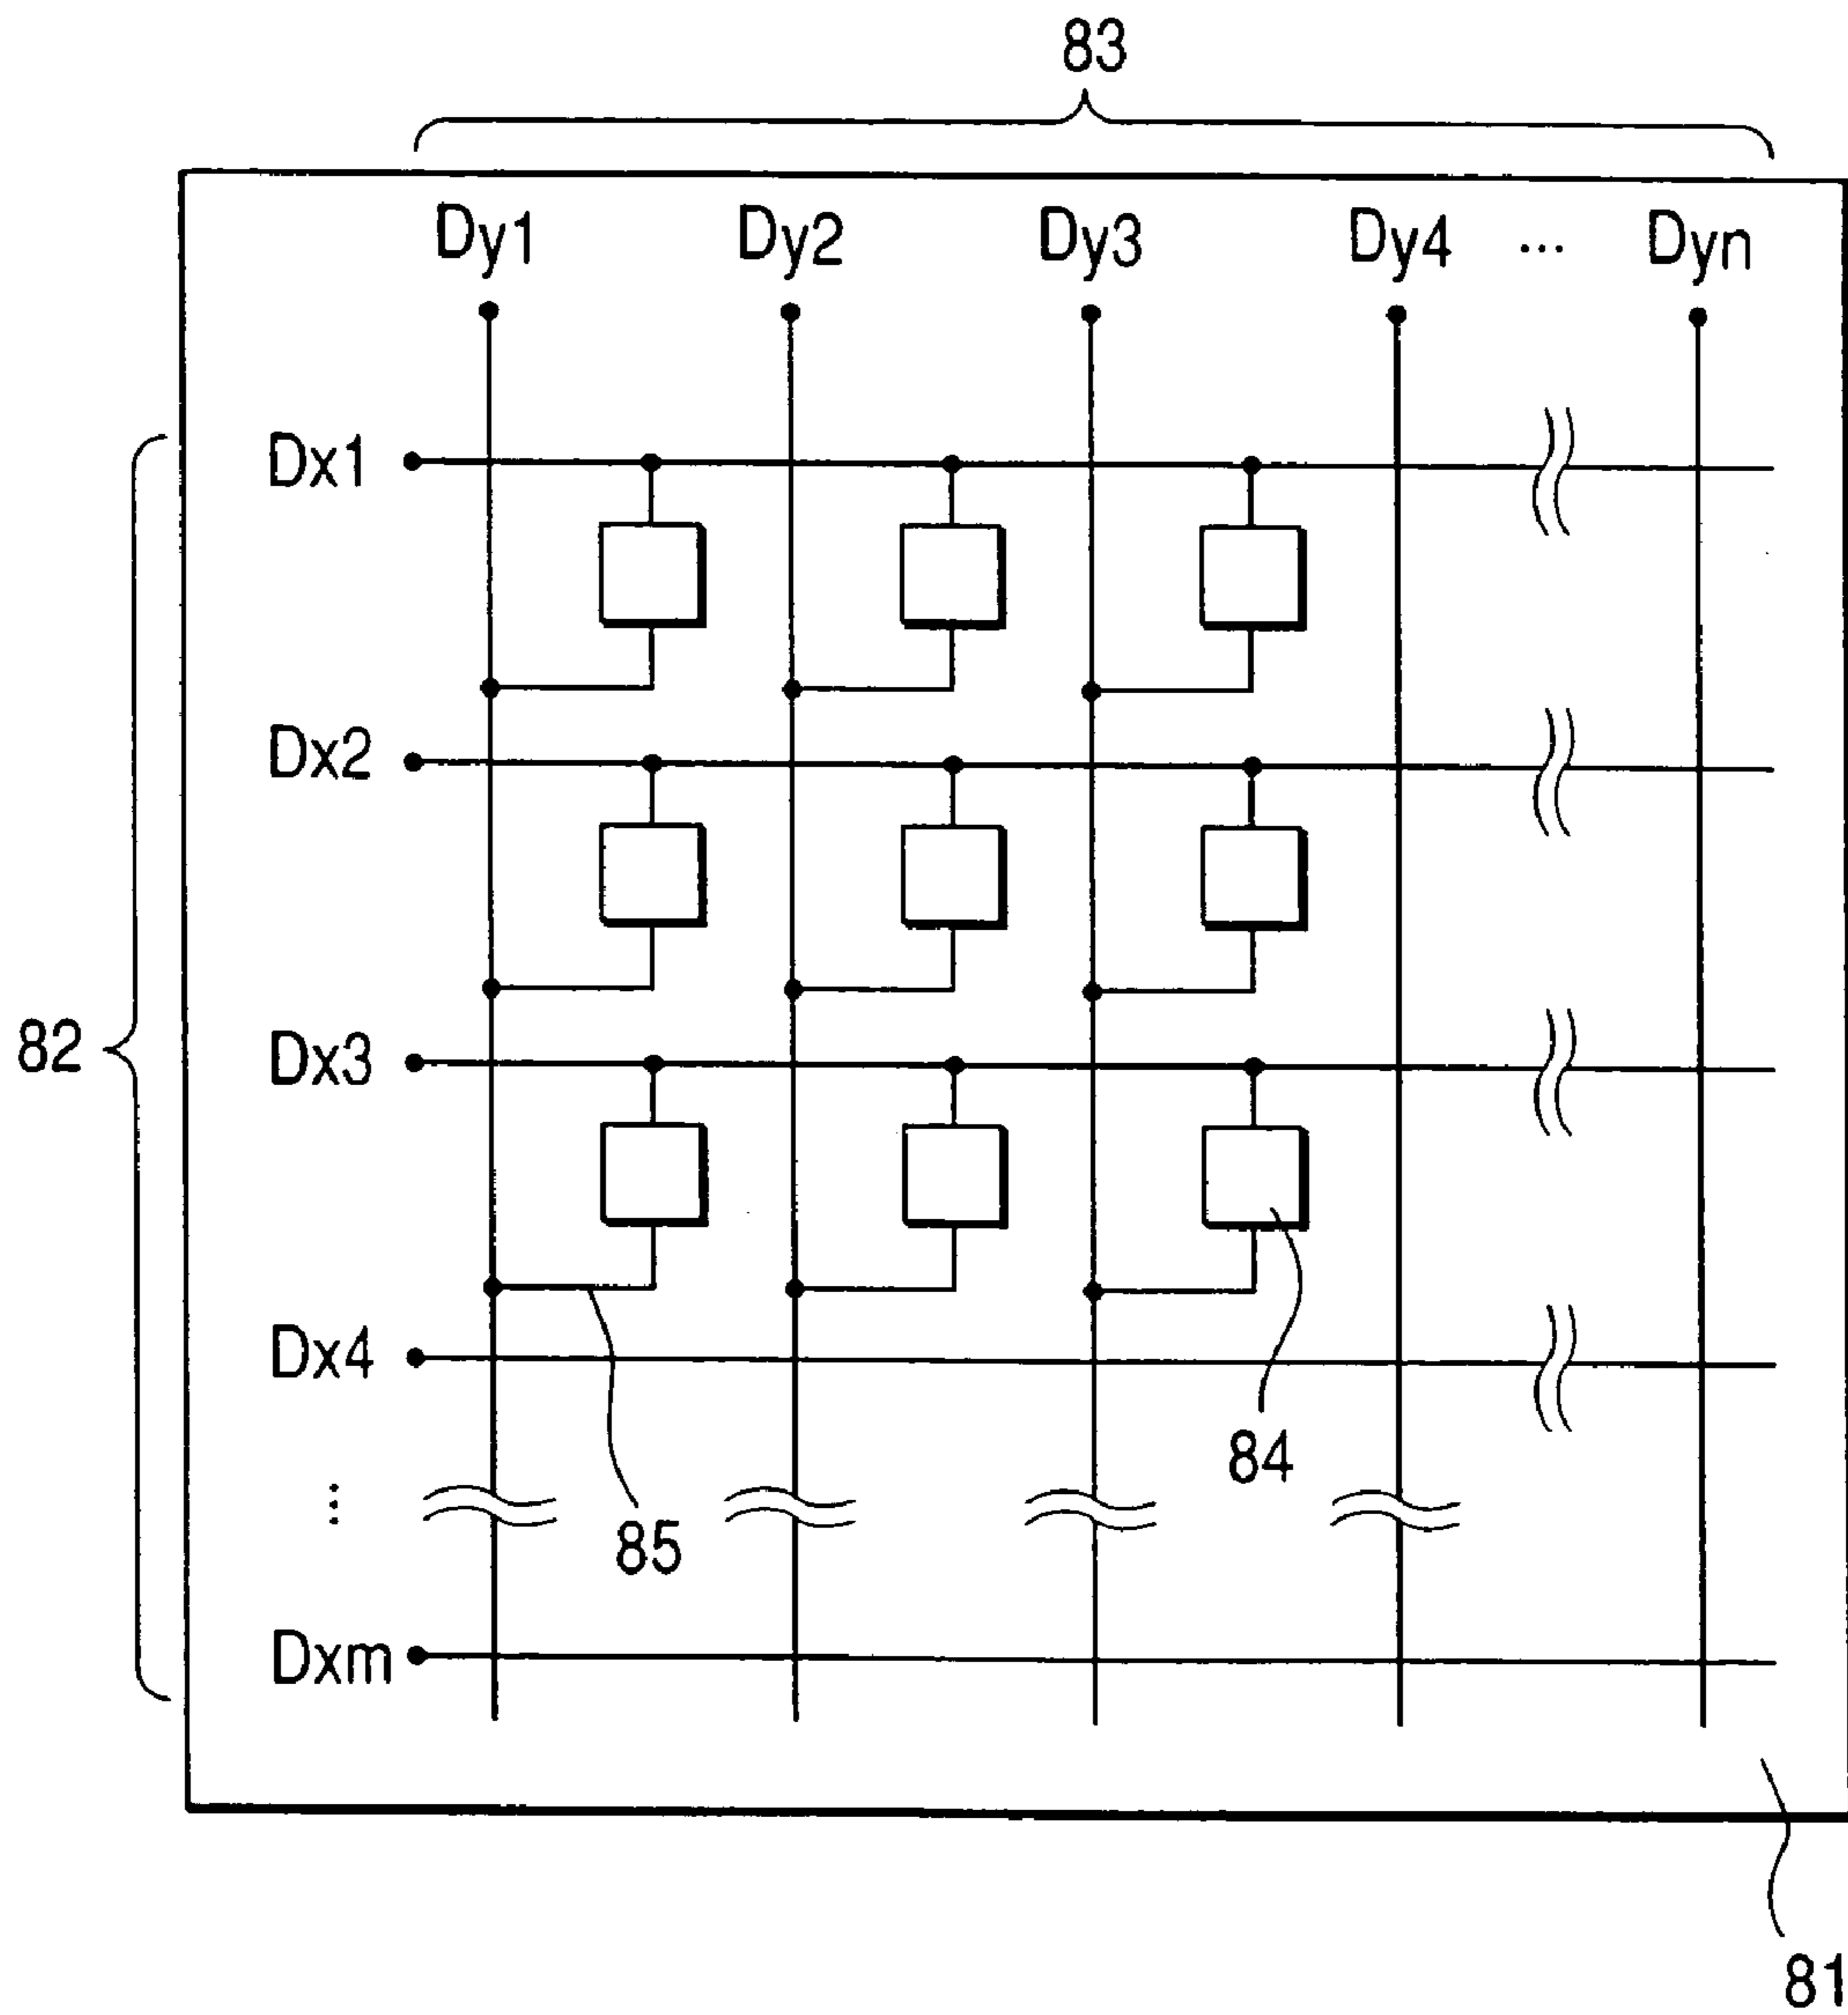 83
Dy1 Dy2 Dy3 Dy4 ... Dyn
Dx1
Dx2
82
Dx3
Dx4
84
⋮
85
Dxm
81